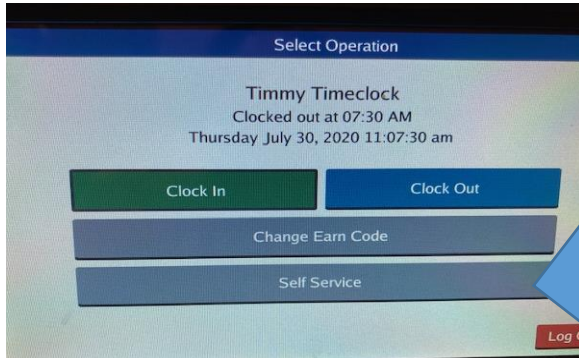 Select Operation
Timmy Timeclock
Clocked out at 07:30 AM
Thursday July 30, 2020 11:07:30 am
Clock In Clock Out
Change Earn Code
Self Service
Log